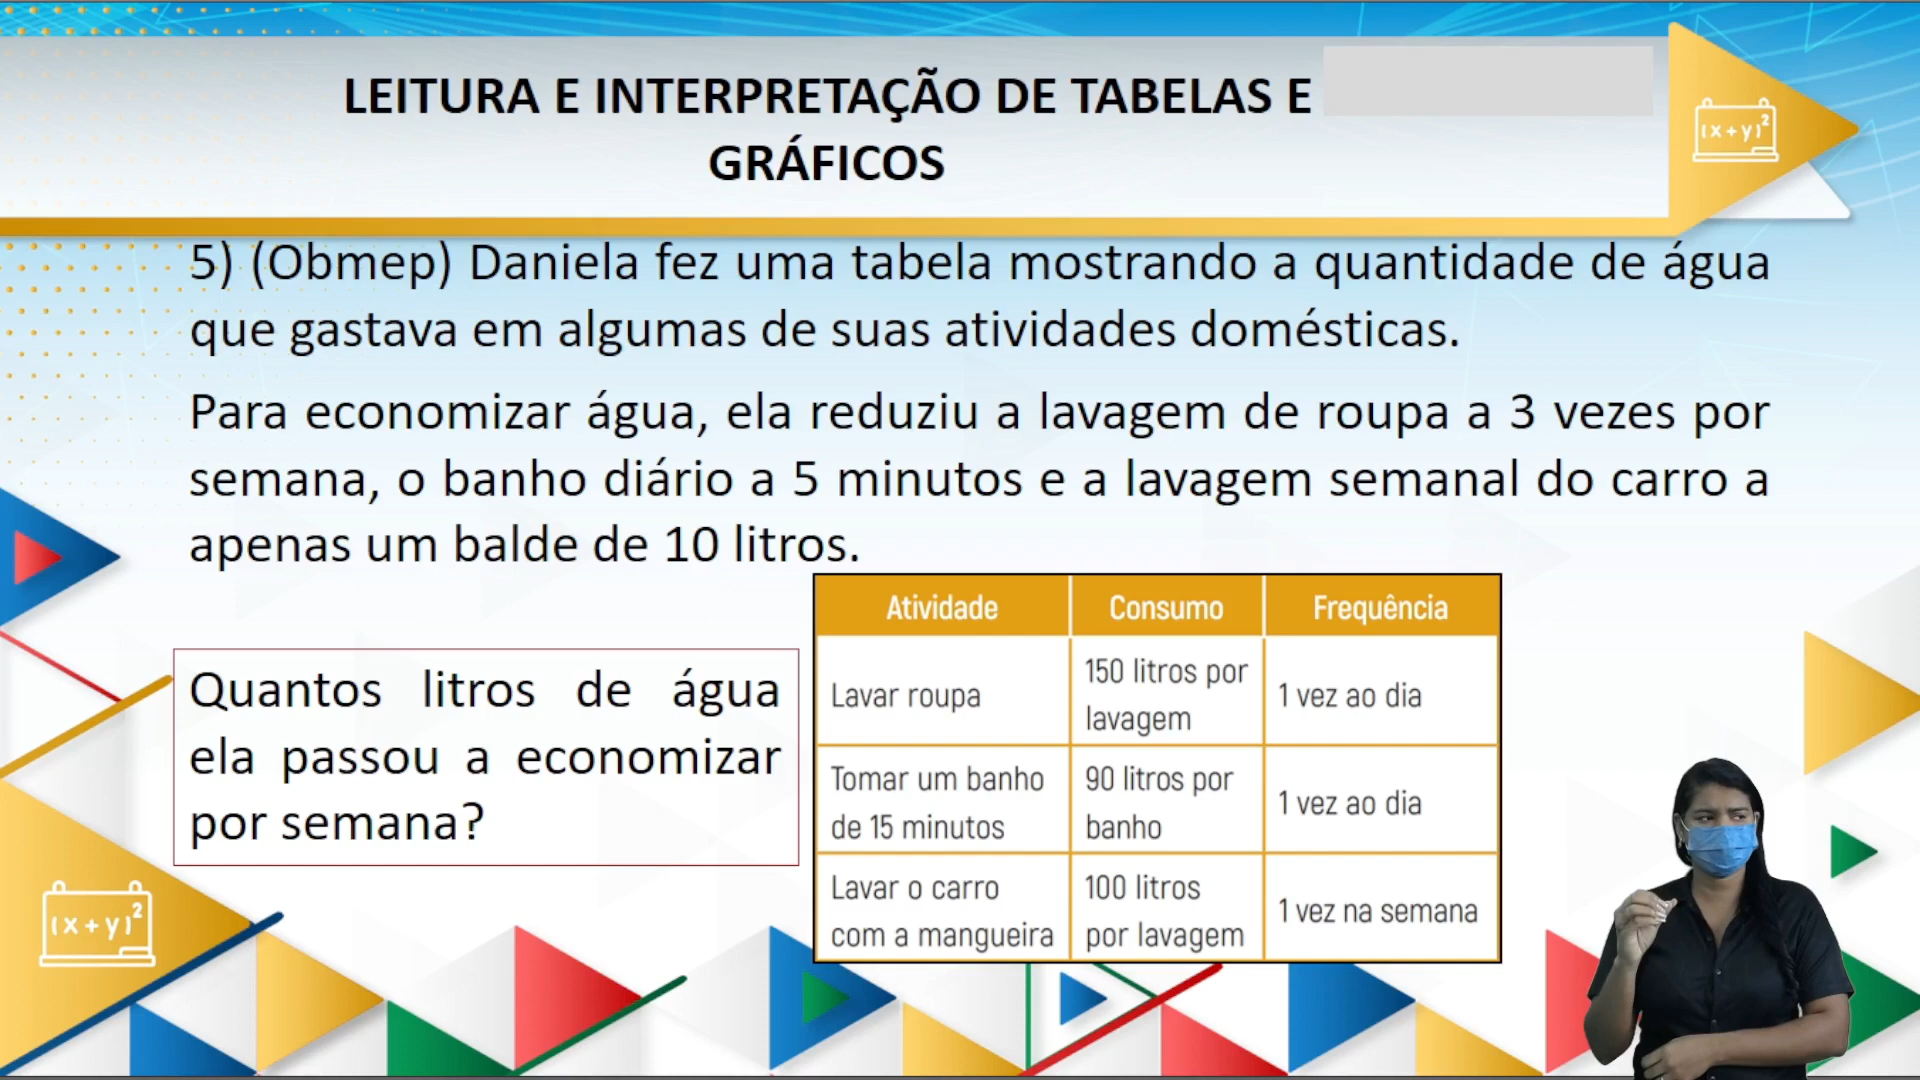 LEITURA E INTERPRETAÇÃO DE TABELAS E
GRÁFICOS
(x+y)²
5) (Obmep) Daniela fez uma tabela mostrando a quantidade de água
que gastava em algumas de suas atividades domésticas.
Para economizar água, ela reduziu a lavagem de roupa a 3 vezes por
semana, o banho diário a 5 minutos e a lavagem semanal do carro a
apenas um balde de 10 litros.
Quantos litros de água
ela passou a economizar
por semana?
Atividade Consumo Frequência
Lavar roupa 150 litros por lavagem 1 vez ao dia
Tomar um banho de 15 minutos 90 litros por banho 1 vez ao dia
Lavar o carro com a mangueira 100 litros por lavagem 1 vez na semana
(x+y)²